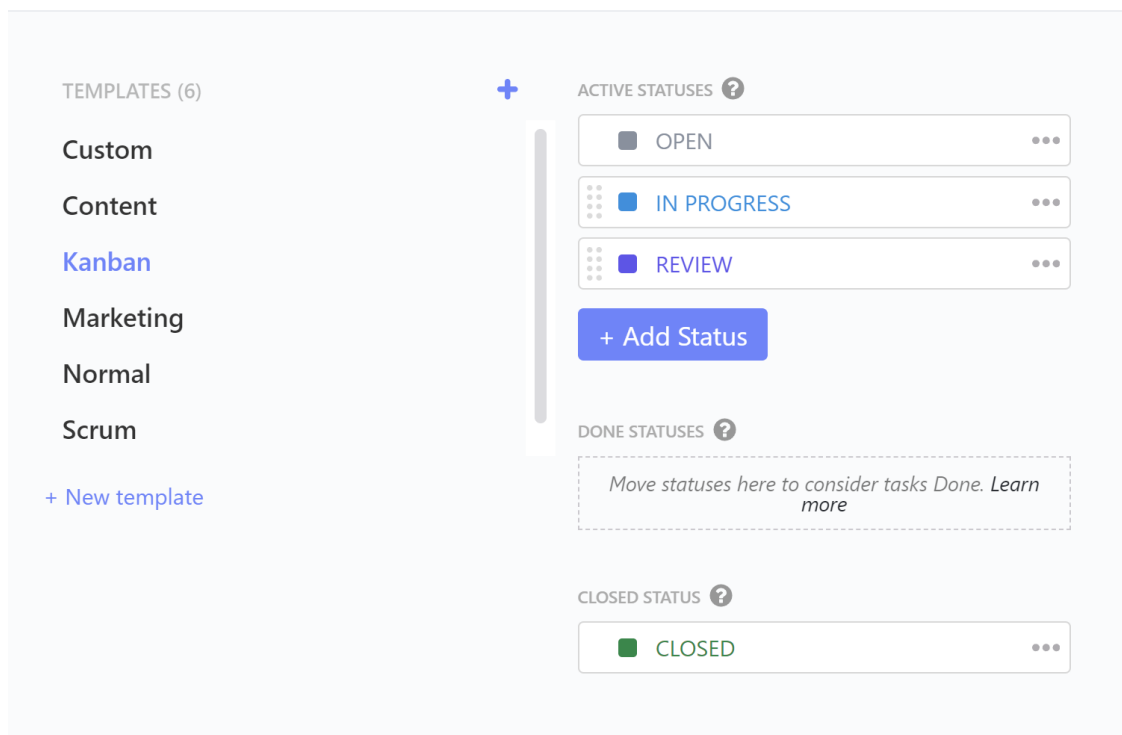 TEMPLATES (6)
Custom
Content
Kanban
Marketing
Normal
Scrum
+ New template
ACTIVE STATUSES ?
OPEN
IN PROGRESS
REVIEW
+ Add Status
DONE STATUSES ?
Move statuses here to consider tasks Done. Learn
more
CLOSED STATUS ?
CLOSED